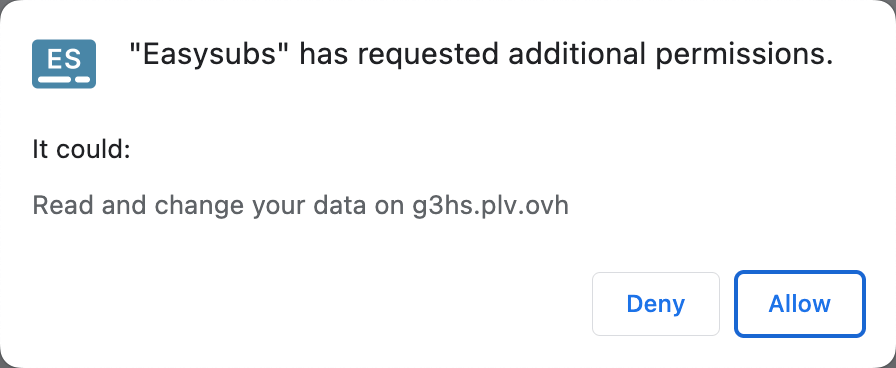 ES
"Easysubs" has requested additional permissions.
It could:
Read and change your data on g3hs.plv.ovh
Deny
Allow